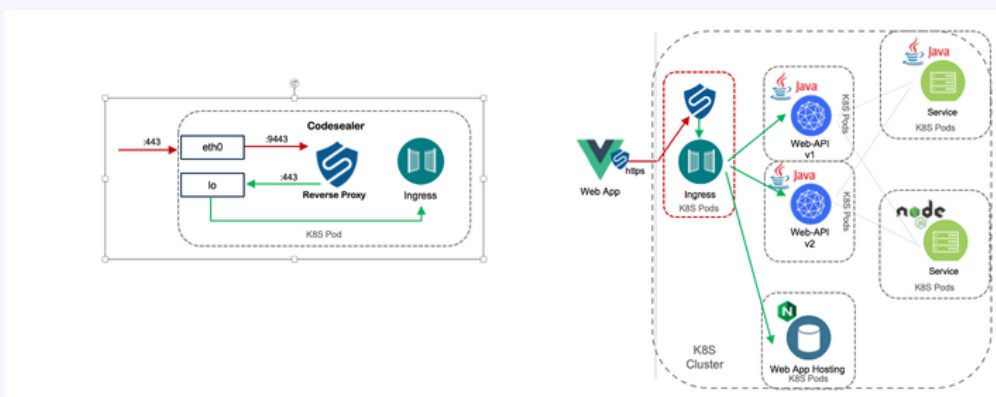 Codesealer
:443
eth0
:9443
lo
:443
Reverse Proxy
Ingress
K8S Pod
Web App
https
Ingress
K8S Pods
Java
Web-API
v1
K8S Pods
Java
Web-API
v2
K8S Pods
Java
Service
K8S Pods
node
Service
K8S Pods
N
Web App Hosting
K8S Pods
K8S
Cluster